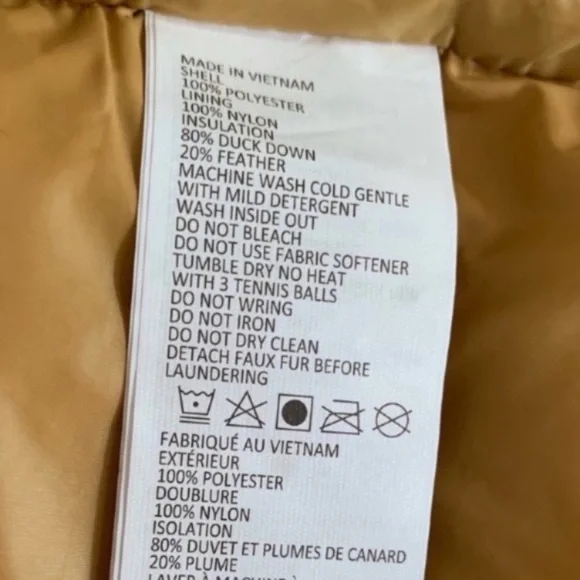 MADE IN VIETNAM
SHELL
100% POLYESTER
LINING
100% NYLON
INSULATION
80% DUCK DOWN
20% FEATHER
MACHINE WASH COLD GENTLE
WITH MILD DETERGENT
WASH INSIDE OUT
DO NOT BLEACH
DO NOT USE FABRIC SOFTENER
TUMBLE DRY NO HEAT
WITH 3 TENNIS BALLS
DO NOT WRING
DO NOT IRON
DO NOT DRY CLEAN
DETACH FAUX FUR BEFORE
LAUNDERING
FABRIQUÉ AU VIETNAM
EXTÉRIEUR
100% POLYESTER
DOUBLURE
100% NYLON
ISOLATION
80% DUVET ET PLUMES DE CANARD
20% PLUME
LAVER À MACHINE À